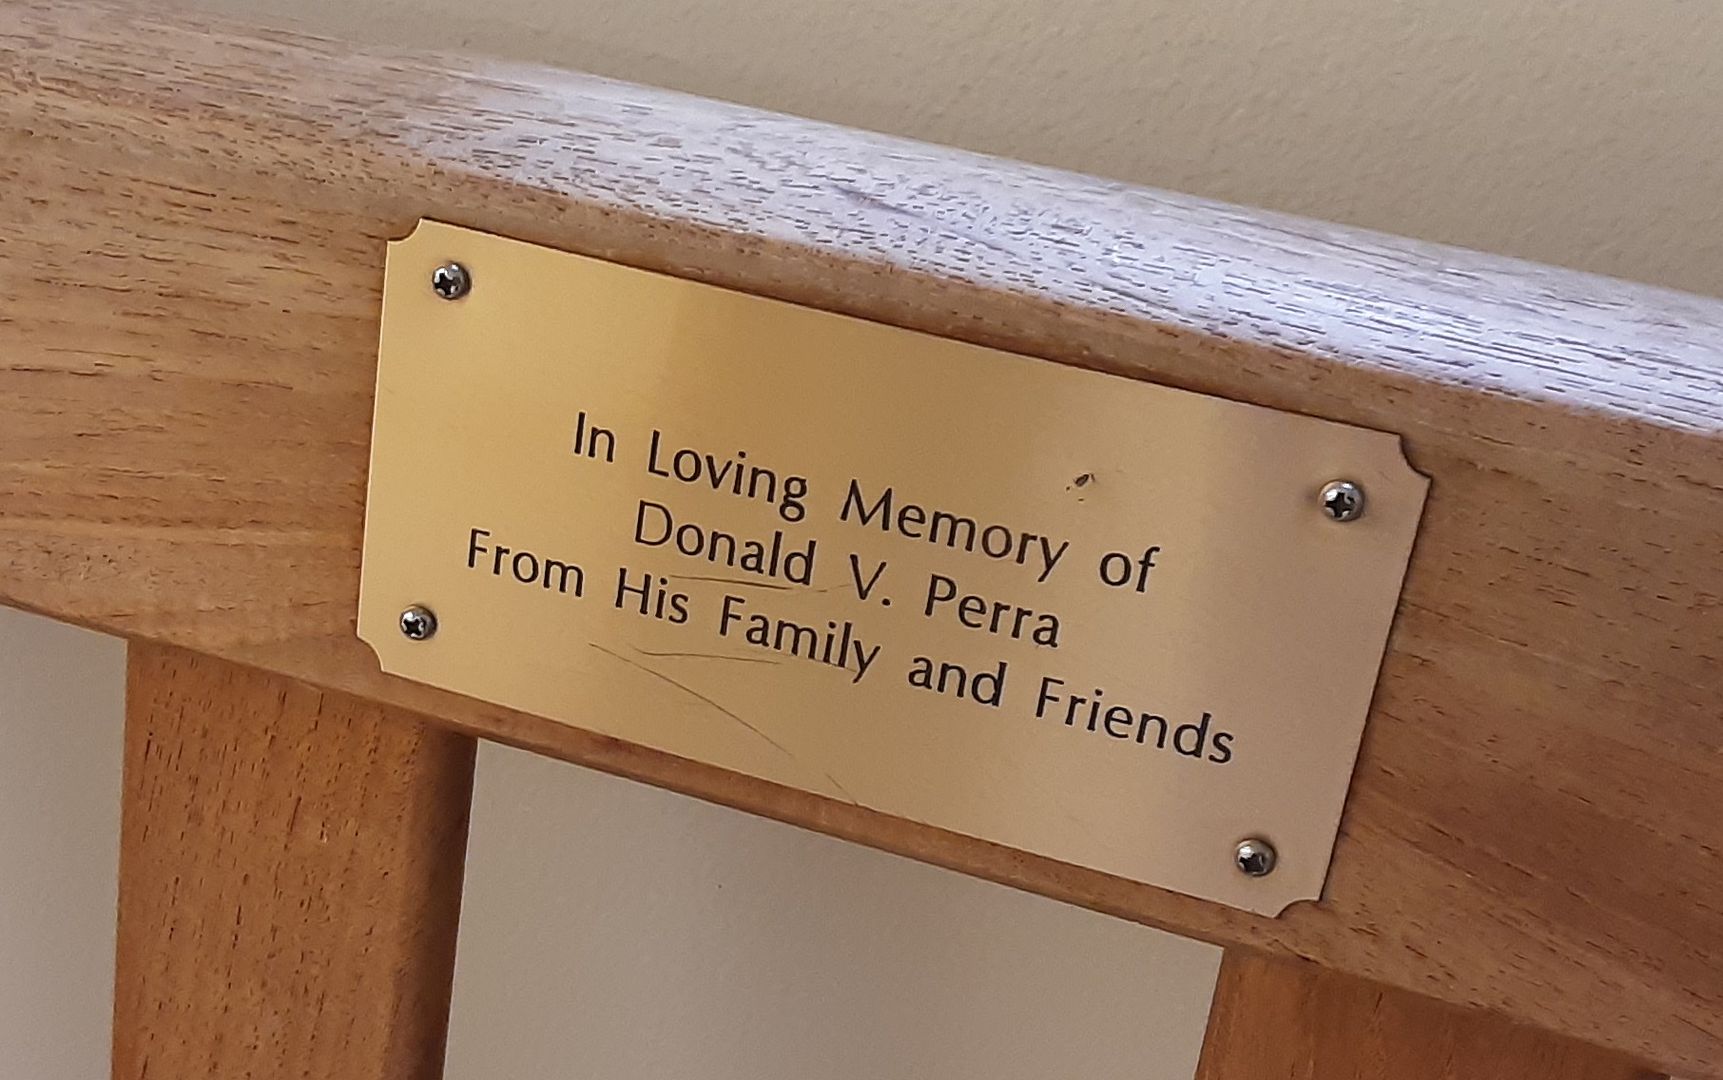 In Loving Memory of
Donald V. Perra
From His Family and Friends